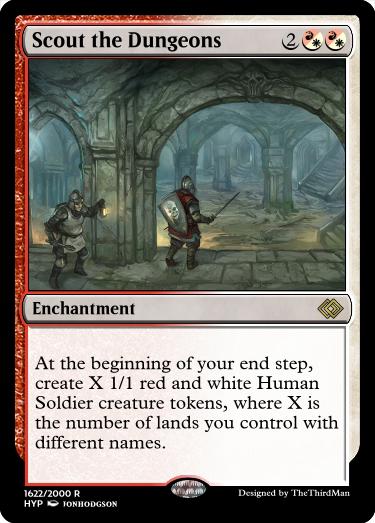 Scout the Dungeons 2
Enchantment
At the beginning of your end step,
create X 1/1 red and white Human
Soldier creature tokens, where X is
the number of lands you control with
different names.
1622/2000 R
HYP JONHODGSON
Designed by TheThirdMan